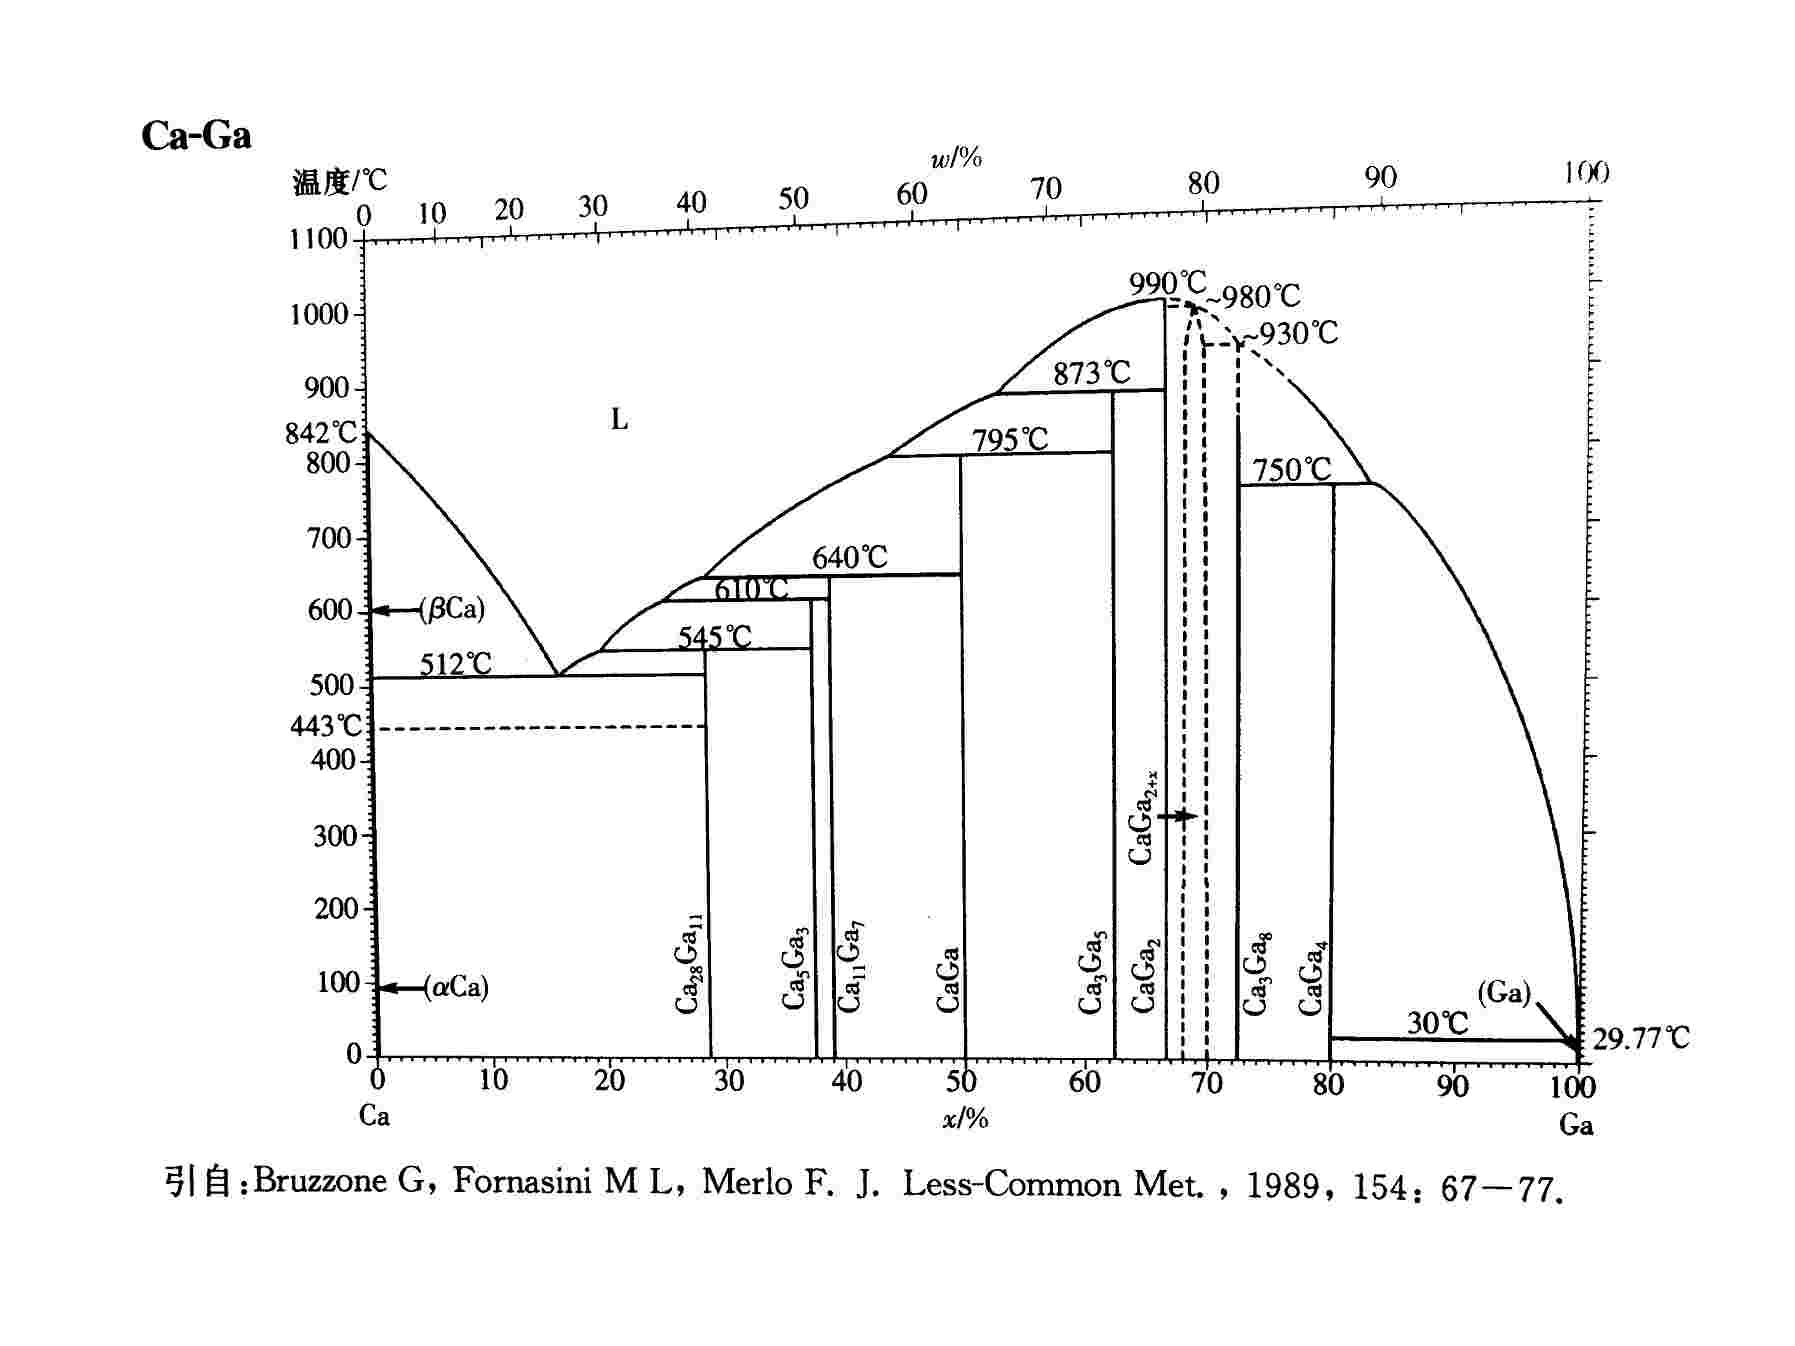 Ca-Ga
w/%
温度/℃
0 10 20 30 40 50 60 70 80 90 100
1100
990℃
~980℃
1000
~930℃
873℃
900
L
842℃
795℃
800
750℃
700
640℃
610℃
600
(βCa)
545℃
512℃
500
443℃
400
CaGa₂₊ₓ
300
200
Ca₂₈Ga₁₁
Ca₅Ga₃
Ca₁₁Ga₇
CaGa
Ca₃Ga₅
CaGa₂
Ca₃Ga₈
CaGa₄
100
(αCa)
(Ga)
30℃
29.77℃
0
0 10 20 30 40 50 60 70 80 90 100
Ca
x/%
Ga
引自:Bruzzone G, Fornasini M L, Merlo F. J. Less-Common Met. , 1989, 154: 67—77.